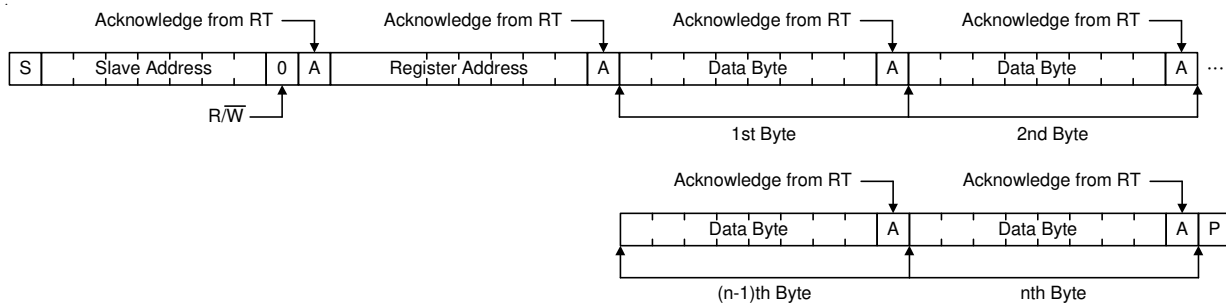 Acknowledge from RT Acknowledge from RT Acknowledge from RT Acknowledge from RT
S Slave Address 0 A Register Address A Data Byte A Data Byte A ...
R/W̅
1st Byte 2nd Byte
Acknowledge from RT Acknowledge from RT
Data Byte A Data Byte A P
(n-1)th Byte nth Byte